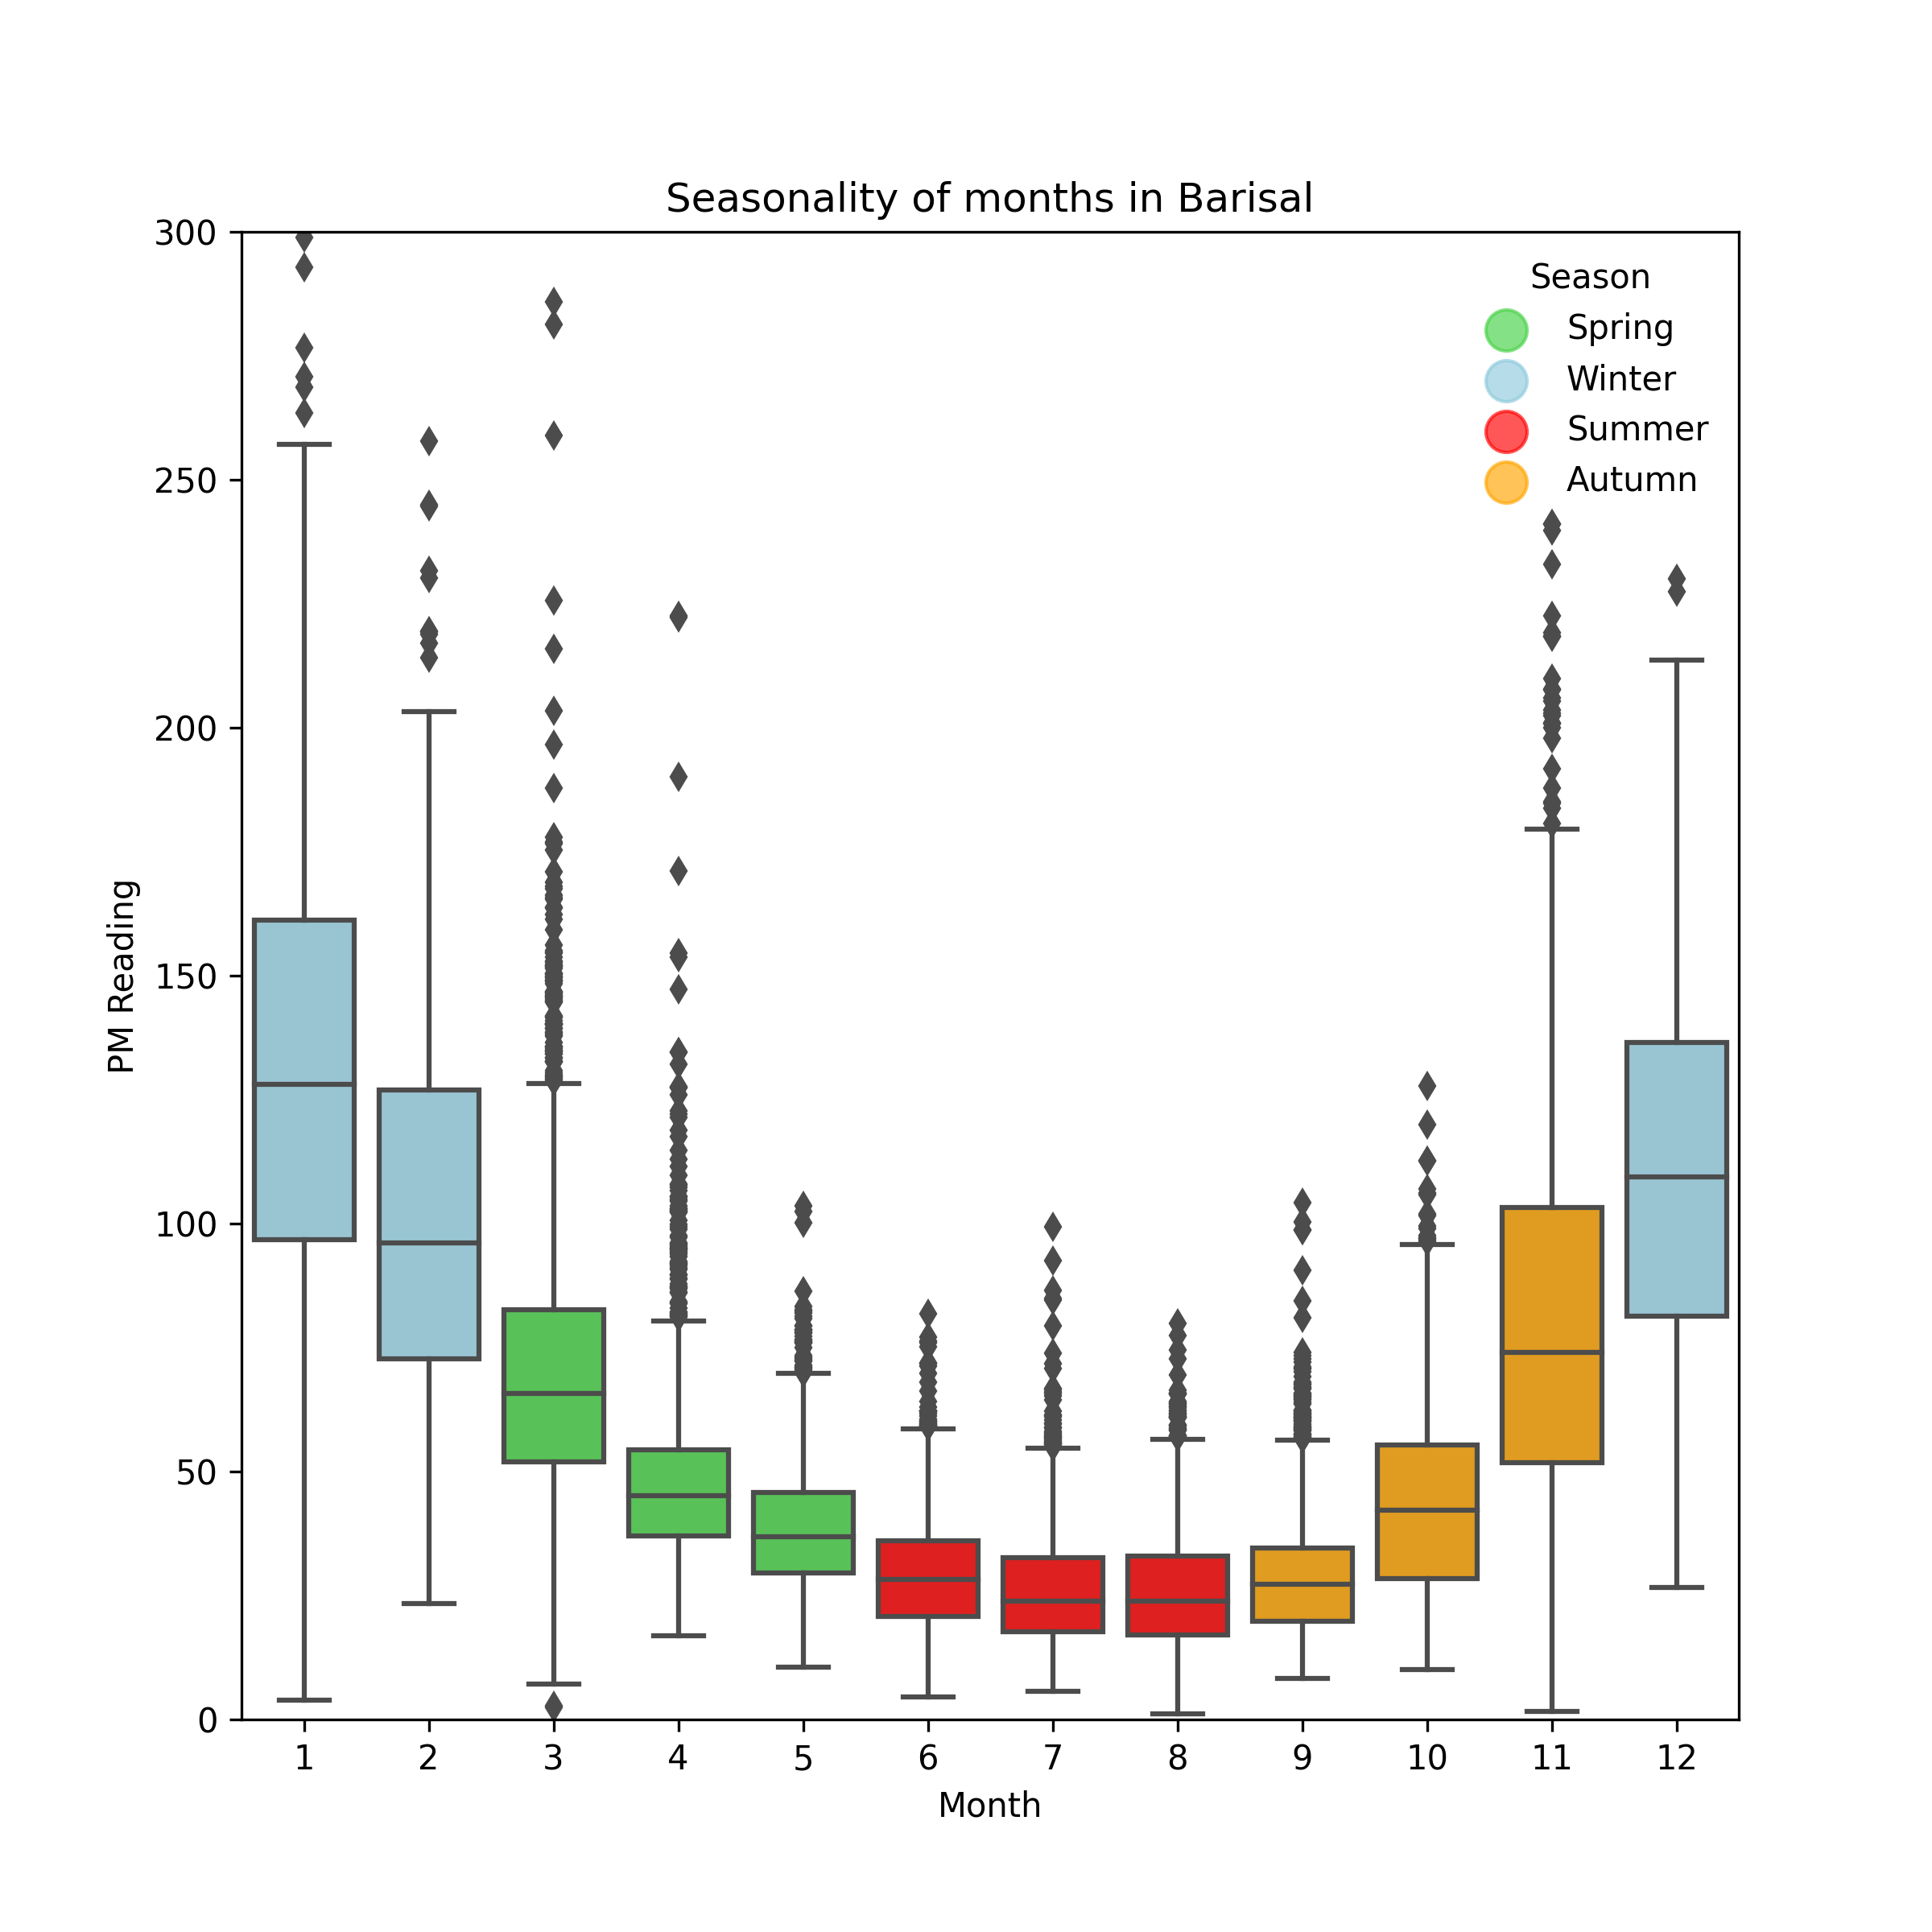 Seasonality of months in Barisal
300
250
200
150
100
50
0
PM Reading
Season
Spring
Winter
Summer
Autumn
1 2 3 4 5 6 7 8 9 10 11 12
Month